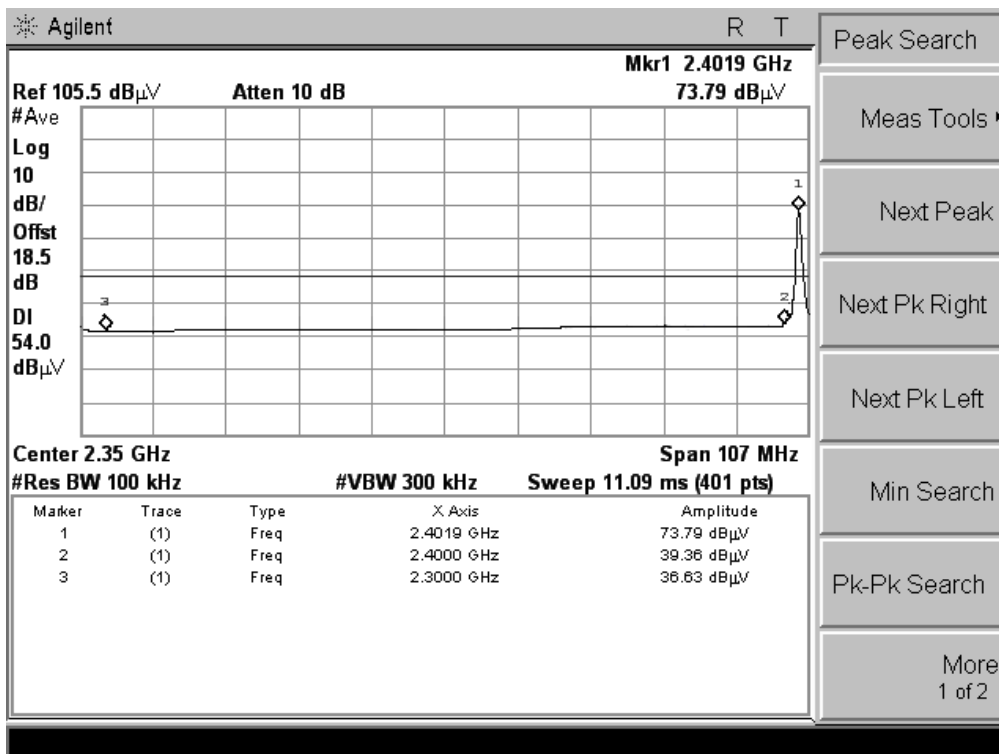 Agilent R T
Mkr1 2.4019 GHz
Ref 105.5 dBµV Atten 10 dB 73.79 dBµV
#Ave
Log
10
dB/
Offst
18.5
dB
DI
54.0
dBµV
1
2
3
Center 2.35 GHz Span 107 MHz
#Res BW 100 kHz #VBW 300 kHz Sweep 11.09 ms (401 pts)
Marker Trace Type X Axis Amplitude
1 (1) Freq 2.4019 GHz 73.79 dBµV
2 (1) Freq 2.4000 GHz 39.36 dBµV
3 (1) Freq 2.3000 GHz 36.63 dBµV
Peak Search
Meas Tools
Next Peak
Next Pk Right
Next Pk Left
Min Search
Pk-Pk Search
More
1 of 2